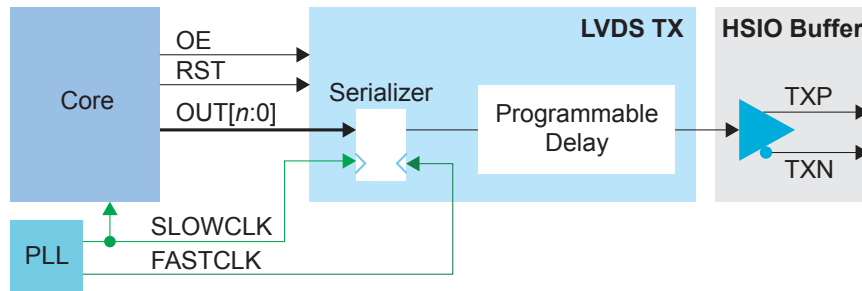 LVDS TX
HSIO Buffer
OE
RST
Core
Serializer
OUT[n:0]
Programmable
Delay
TXP
TXN
SLOWCLK
PLL
FASTCLK